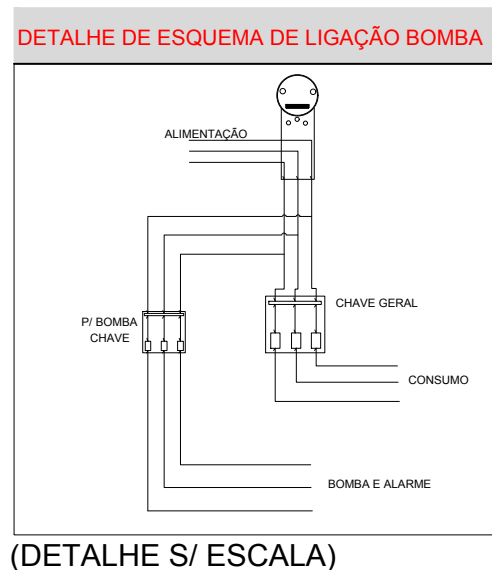 DETALHE DE ESQUEMA DE LIGAÇÃO BOMBA
ALIMENTAÇÃO
CHAVE GERAL
P/ BOMBA
CHAVE
CONSUMO
BOMBA E ALARME
(DETALHE S/ ESCALA)